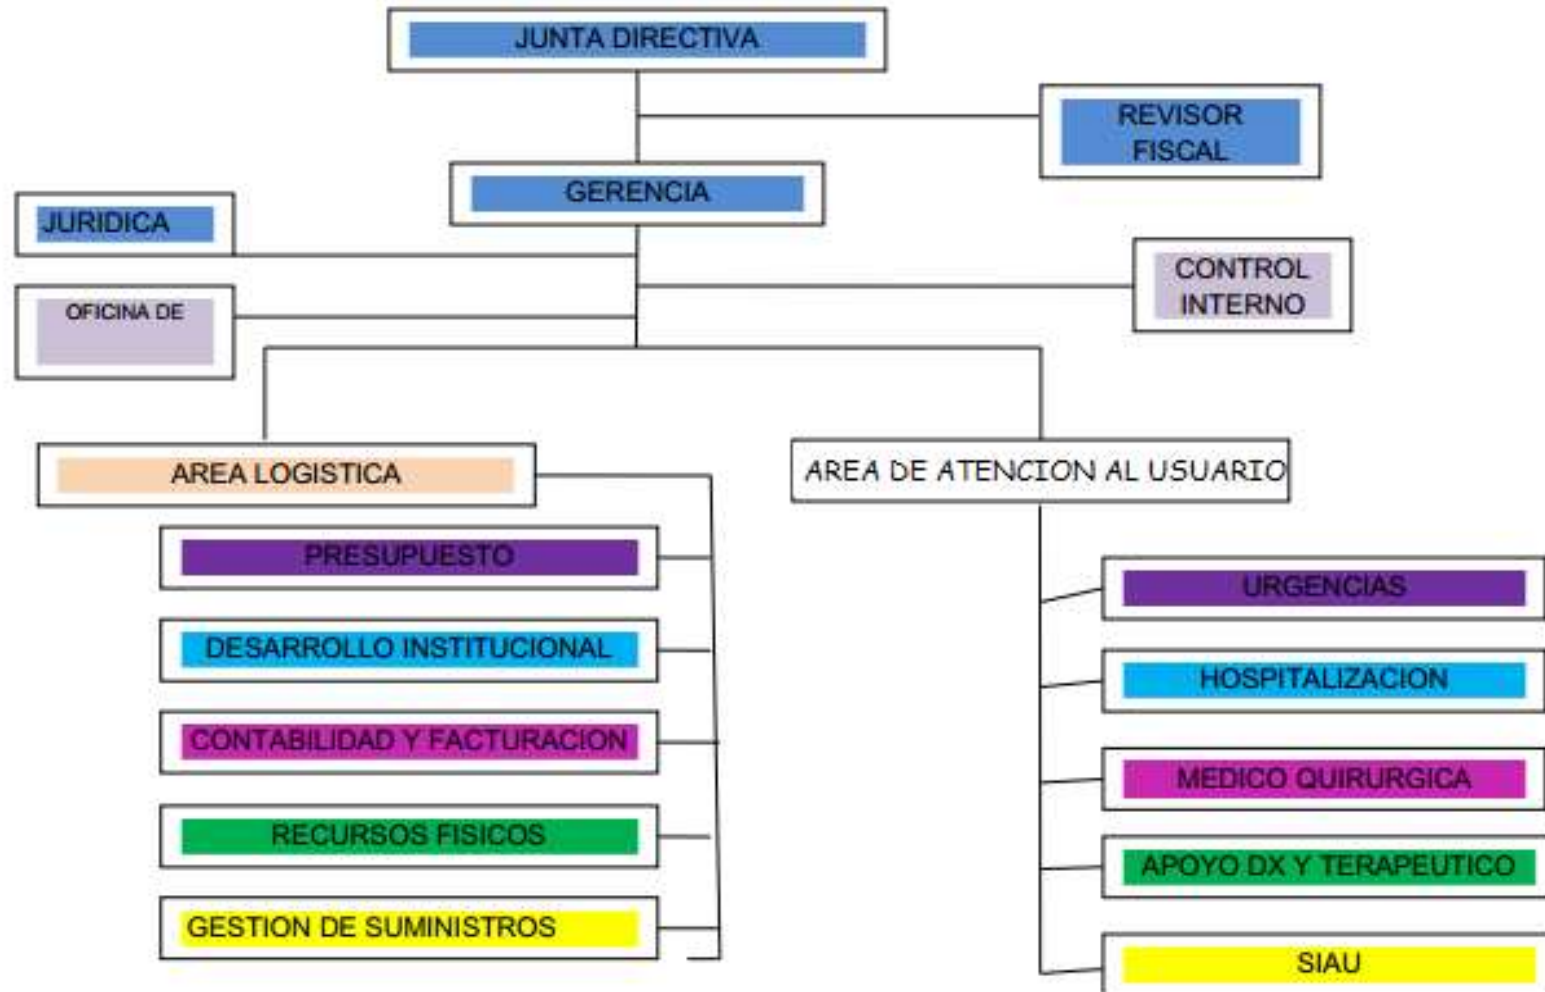 JUNTA DIRECTIVA
REVISOR
FISCAL
GERENCIA
JURIDICA
CONTROL
INTERNO
OFICINA DE
AREA LOGISTICA
AREA DE ATENCION AL USUARIO
PRESUPUESTO
URGENCIAS
DESARROLLO INSTITUCIONAL
HOSPITALIZACION
CONTABILIDAD Y FACTURACION
MEDICO QUIRURGICA
RECURSOS FISICOS
APOYO DX Y TERAPEUTICO
GESTION DE SUMINISTROS
SIAU